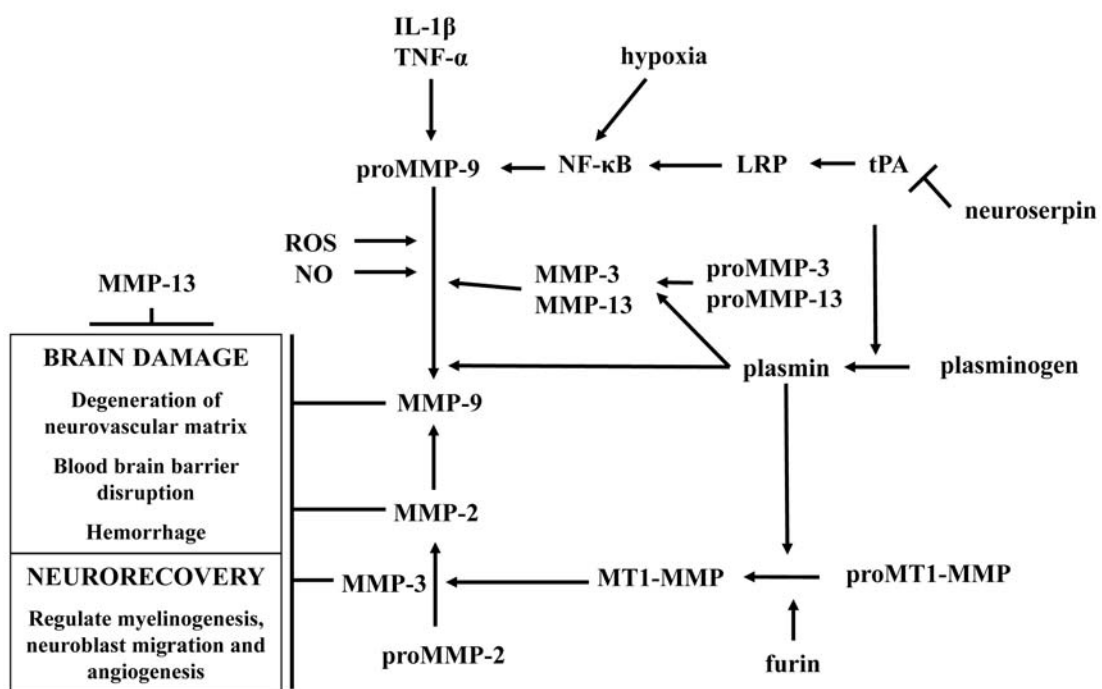 IL-1β
TNF-α
hypoxia
proMMP-9
NF-κB
LRP
tPA
neuroserpin
ROS
NO
MMP-3
MMP-13
proMMP-3
proMMP-13
MMP-13
BRAIN DAMAGE
Degeneration of
neurovascular matrix
Blood brain barrier
disruption
Hemorrhage
plasmin
plasminogen
MMP-9
MMP-2
NEURORECOVERY
Regulate myelinogenesis,
neuroblast migration and
angiogenesis
MMP-3
MT1-MMP
proMT1-MMP
proMMP-2
furin